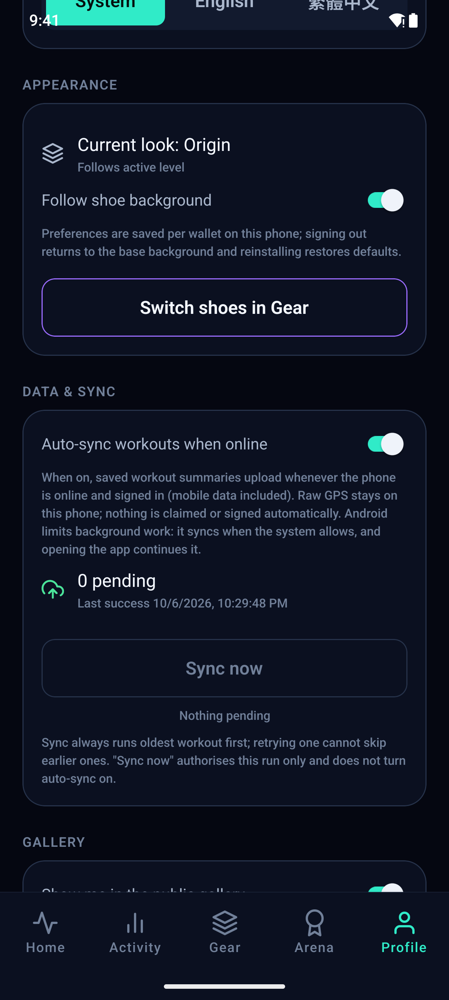 System English 繁體中文
9:41
APPEARANCE
Current look: Origin
Follows active level
Follow shoe background
Preferences are saved per wallet on this phone; signing out
returns to the base background and reinstalling restores defaults.
Switch shoes in Gear
DATA & SYNC
Auto-sync workouts when online
When on, saved workout summaries upload whenever the phone
is online and signed in (mobile data included). Raw GPS stays on
this phone; nothing is claimed or signed automatically. Android
limits background work: it syncs when the system allows, and
opening the app continues it.
0 pending
Last success 10/6/2026, 10:29:48 PM
Sync now
Nothing pending
Sync always runs oldest workout first; retrying one cannot skip
earlier ones. "Sync now" authorises this run only and does not turn
auto-sync on.
GALLERY
Show me in the public gallery
Home Activity Gear Arena Profile